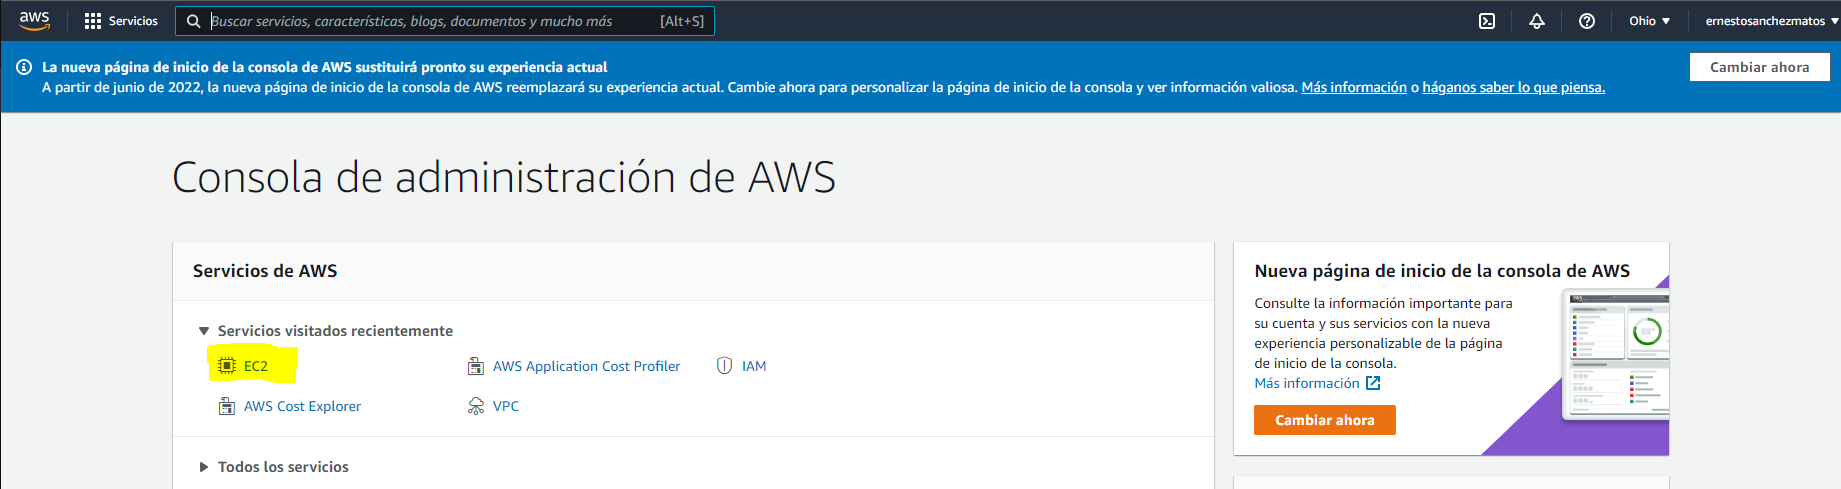 aws
Servicios
Buscar servicios, características, blogs, documentos y mucho más
[Alt+S]
Ohio
ernestosanchezmatos
La nueva página de inicio de la consola de AWS sustituirá pronto su experiencia actual
A partir de junio de 2022, la nueva página de inicio de la consola de AWS reemplazará su experiencia actual. Cambie ahora para personalizar la página de inicio de la consola y ver información valiosa. Más información o háganos saber lo que piensa.
Cambiar ahora
Consola de administración de AWS
Servicios de AWS
Servicios visitados recientemente
EC2
AWS Application Cost Profiler
IAM
AWS Cost Explorer
VPC
Todos los servicios
Nueva página de inicio de la consola de AWS
Consulte la información importante para
su cuenta y sus servicios con la nueva
experiencia personalizable de la página
de inicio de la consola.
Más información
Cambiar ahora